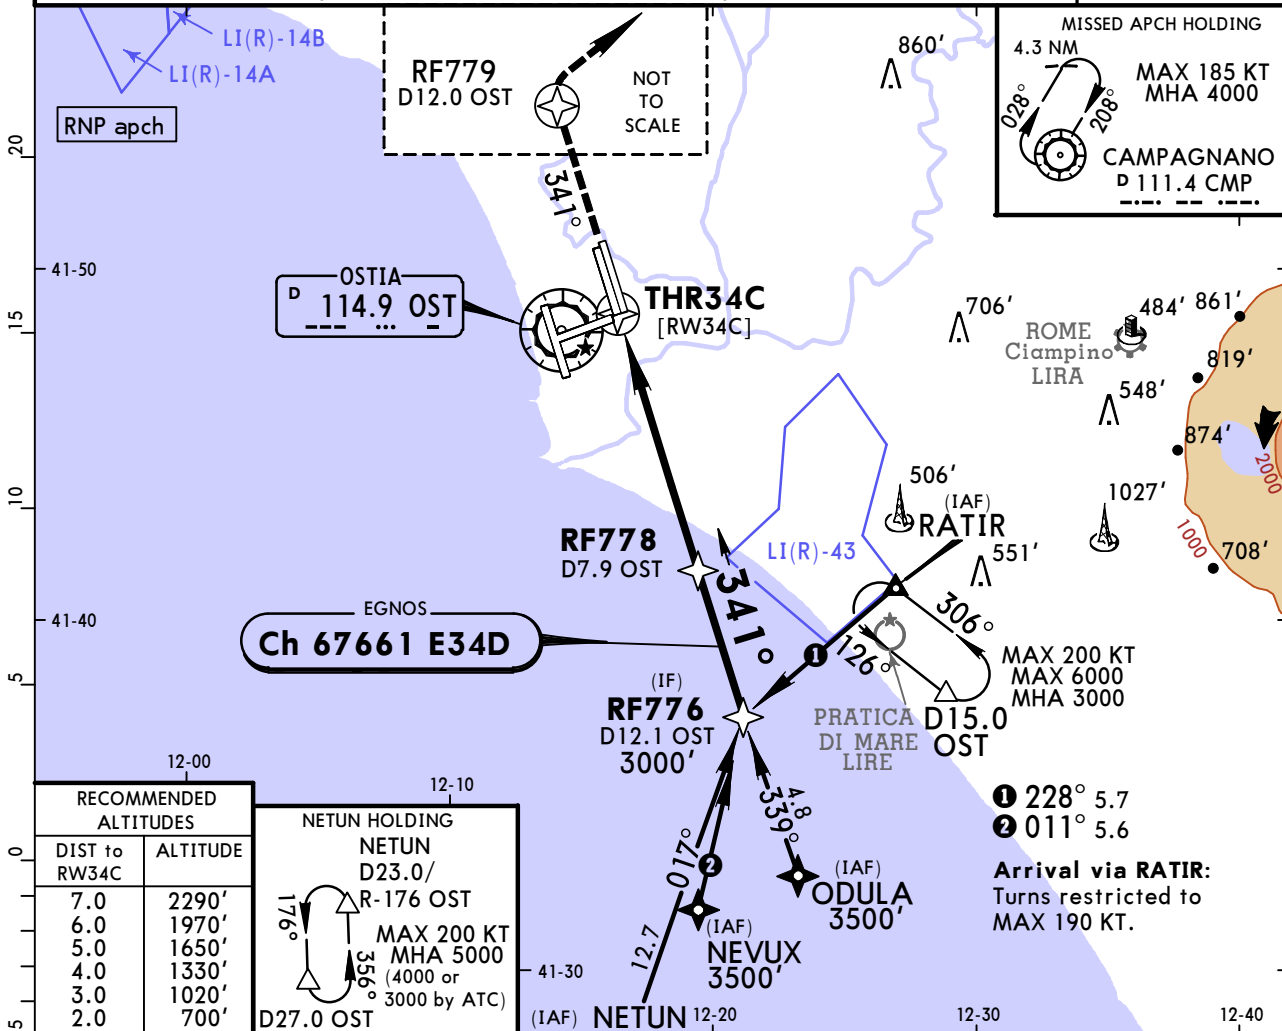 LI(R)-14B
LI(R)-14A
RNP apch
RF779
D12.0 OST
NOT
TO
SCALE
341°
860'
MISSED APCH HOLDING
4.3 NM
028°
208°
MAX 185 KT
MHA 4000
CAMPAGNANO
D 111.4 CMP
20
41-50
15
OSTIA
D 114.9 OST
THR34C
[RW34C]
706'
ROME
Ciampino
LIRA
484'
861'
819'
548'
874'
2000
1000
708'
1027'
506'
(IAF)
RATIR
551'
LI(R)-43
10
RF778
D7.9 OST
341°
41-40
EGNOS
Ch 67661 E34D
5
(IF)
RF776
D12.1 OST
3000'
1
126°
306°
MAX 200 KT
MAX 6000
MHA 3000
D15.0
OST
PRATICA
DI MARE
LIRE
12-00
12-10
1 228° 5.7
2 011° 5.6
Arrival via RATIR:
Turns restricted to
MAX 190 KT.
4.8
339°
(IAF)
ODULA
3500'
017°
2
12.7
(IAF)
NEVUX
3500'
(IAF) NETUN
41-30
12-20
12-30
12-40
0
5
RECOMMENDED
ALTITUDES
DIST to
RW34C
ALTITUDE
7.0 2290'
6.0 1970'
5.0 1650'
4.0 1330'
3.0 1020'
2.0 700'
NETUN HOLDING
NETUN
D23.0/
R-176 OST
176°
356°
MAX 200 KT
MHA 5000
(4000 or
3000 by ATC)
D27.0 OST